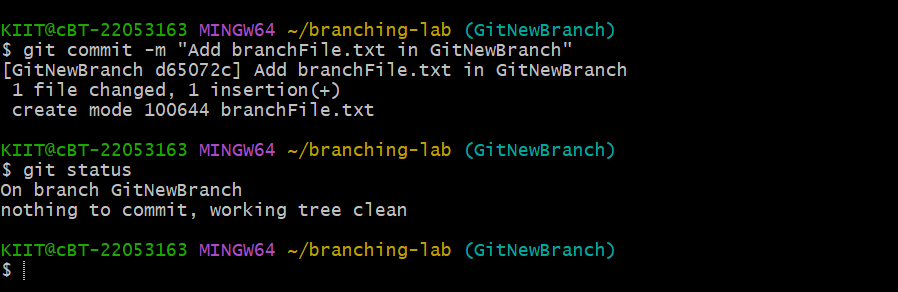 KIIT@cBT-22053163 MINGW64 ~/branching-lab (GitNewBranch)
$ git commit -m "Add branchFile.txt in GitNewBranch"
[GitNewBranch d65072c] Add branchFile.txt in GitNewBranch
 1 file changed, 1 insertion(+)
 create mode 100644 branchFile.txt
KIIT@cBT-22053163 MINGW64 ~/branching-lab (GitNewBranch)
$ git status
On branch GitNewBranch
nothing to commit, working tree clean
KIIT@cBT-22053163 MINGW64 ~/branching-lab (GitNewBranch)
$